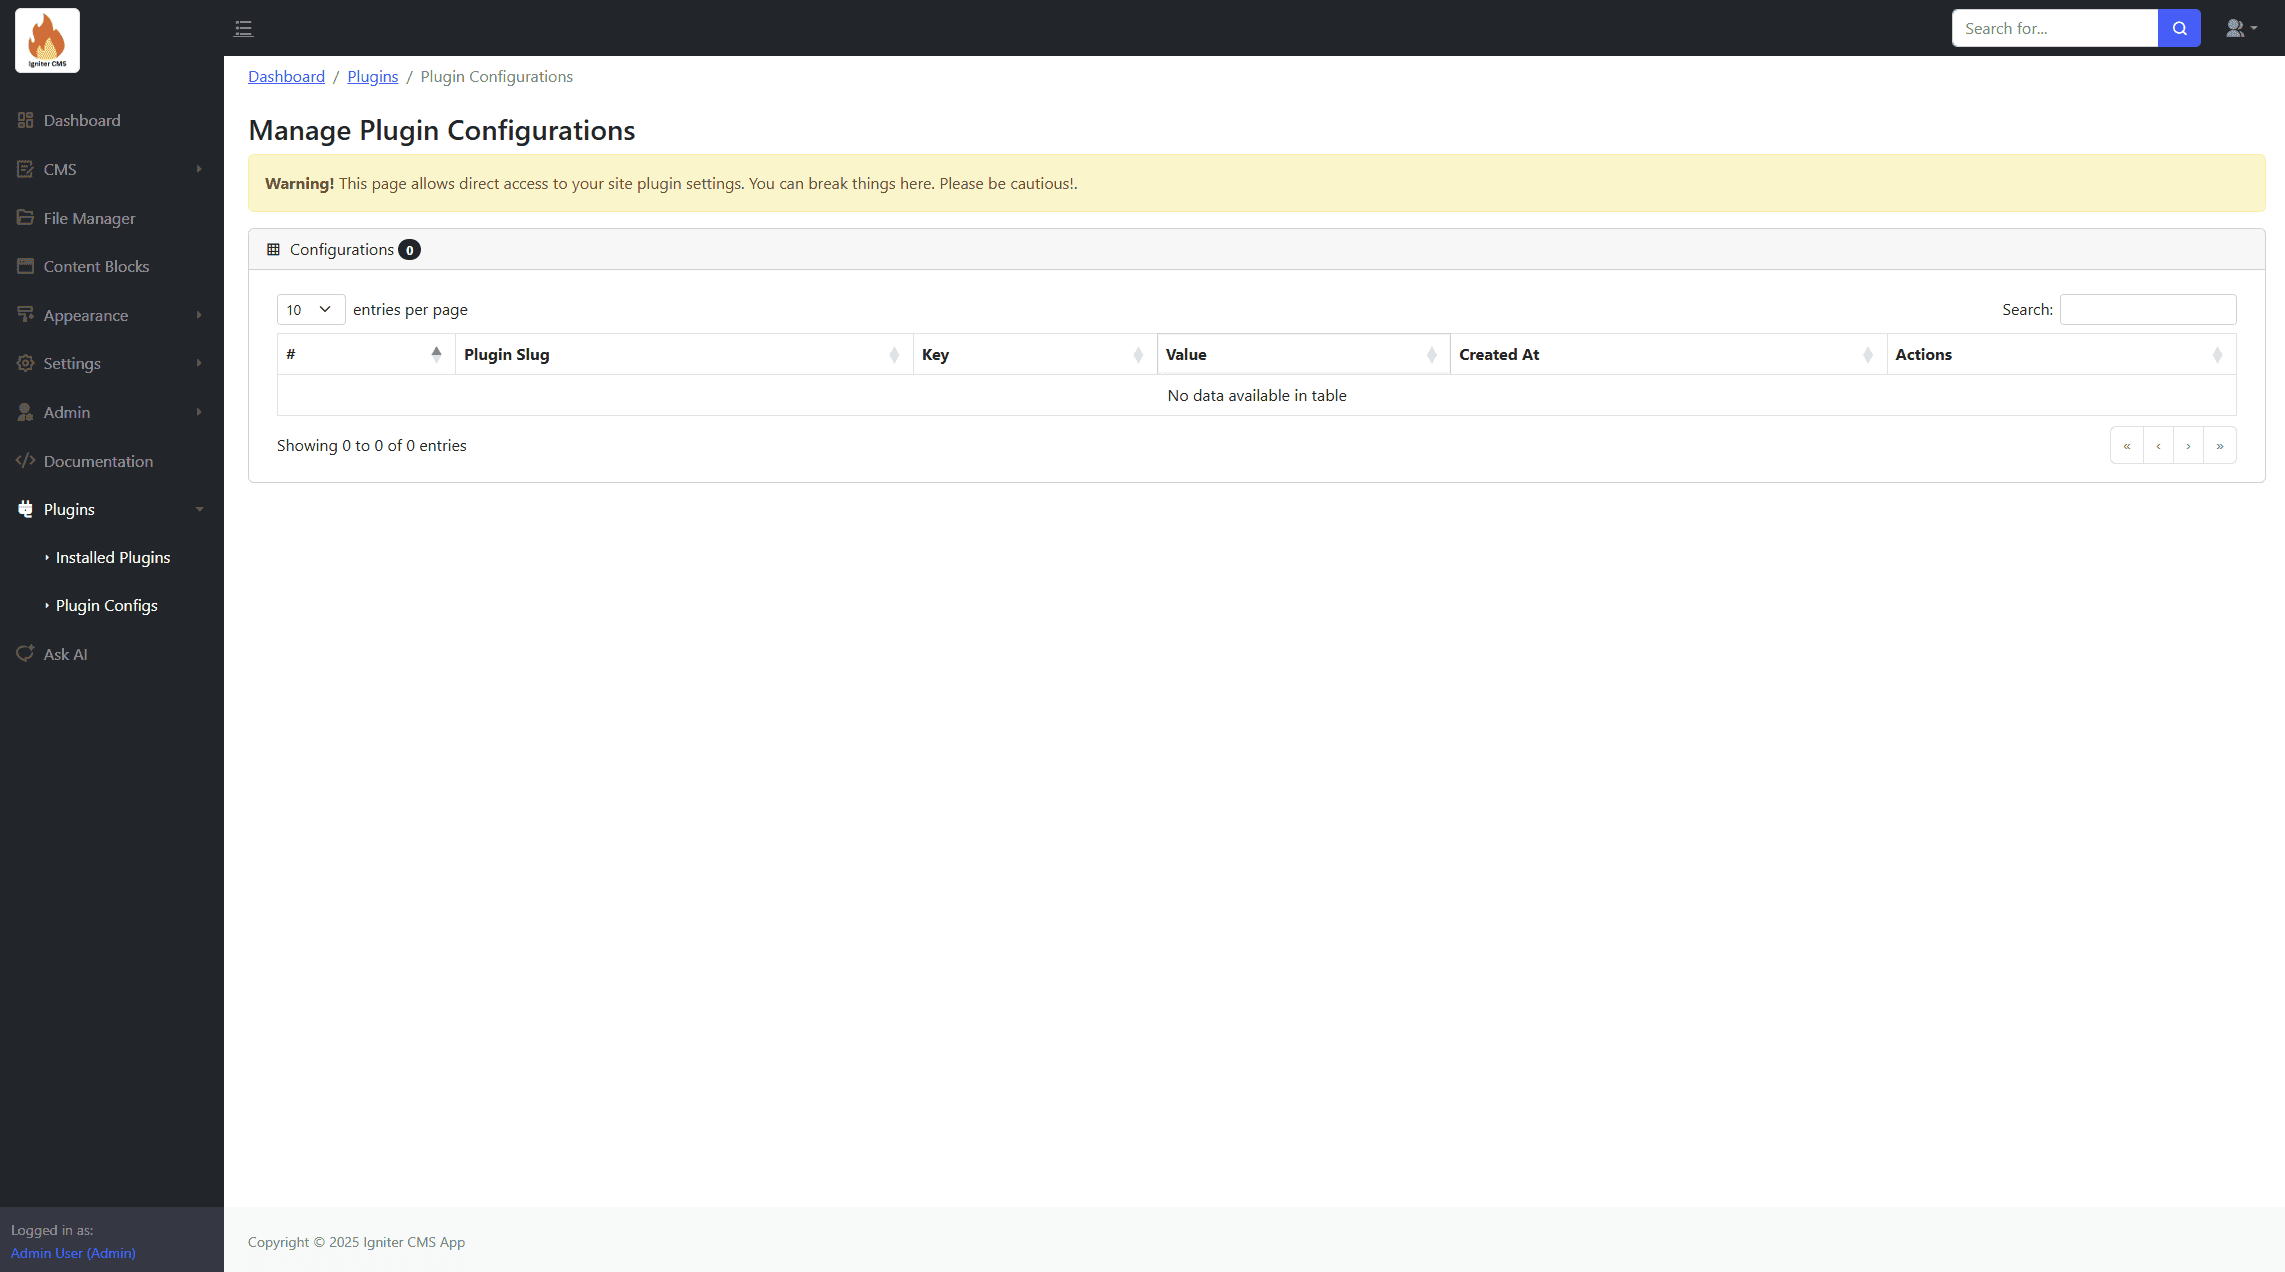 Igniter CMS
Search for...
Dashboard / Plugins / Plugin Configurations
Dashboard
CMS
File Manager
Content Blocks
Appearance
Settings
Admin
Documentation
Plugins
Installed Plugins
Plugin Configs
Ask AI
Logged in as:
Admin User (Admin)
Manage Plugin Configurations
Warning! This page allows direct access to your site plugin settings. You can break things here. Please be cautious!.
Configurations 0
10 entries per page
Search:
# Plugin Slug Key Value Created At Actions
No data available in table
Showing 0 to 0 of 0 entries
« ‹ › »
Copyright © 2025 Igniter CMS App